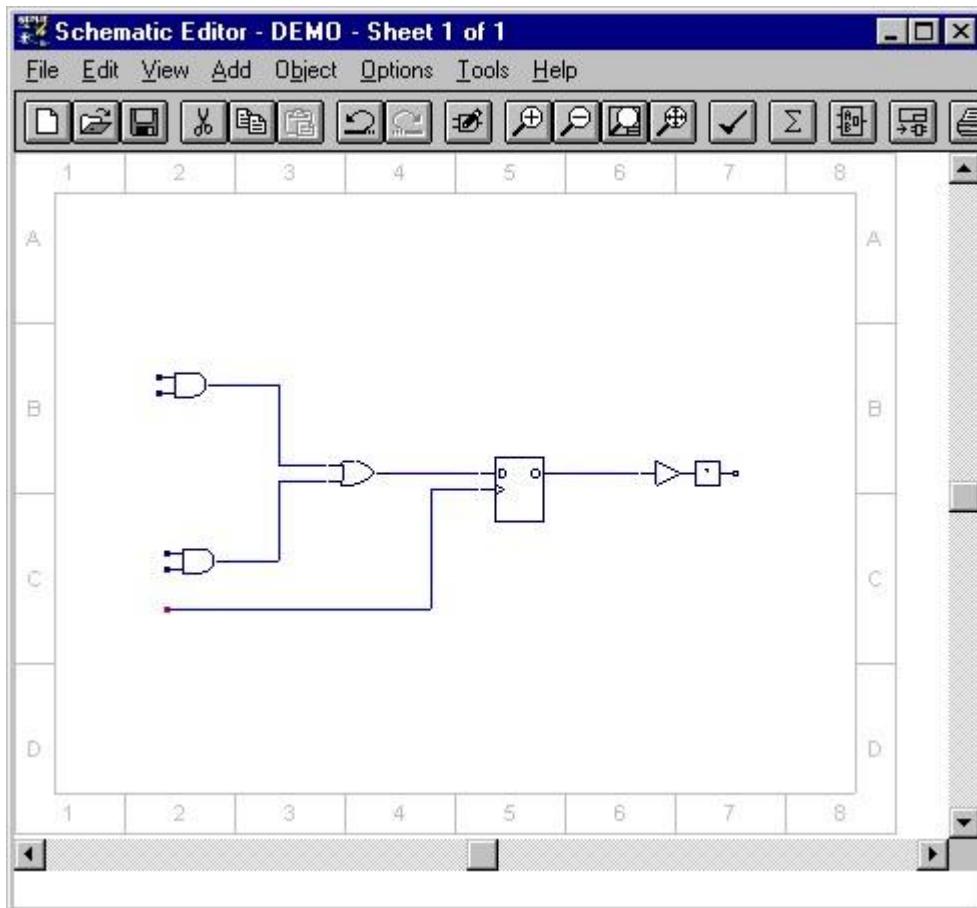 Schematic Editor - DEMO - Sheet 1 of 1
File Edit View Add Object Options Tools Help
1 2 3 4 5 6 7 8
A A
B B
D O
C C
D D
1 2 3 4 5 6 7 8